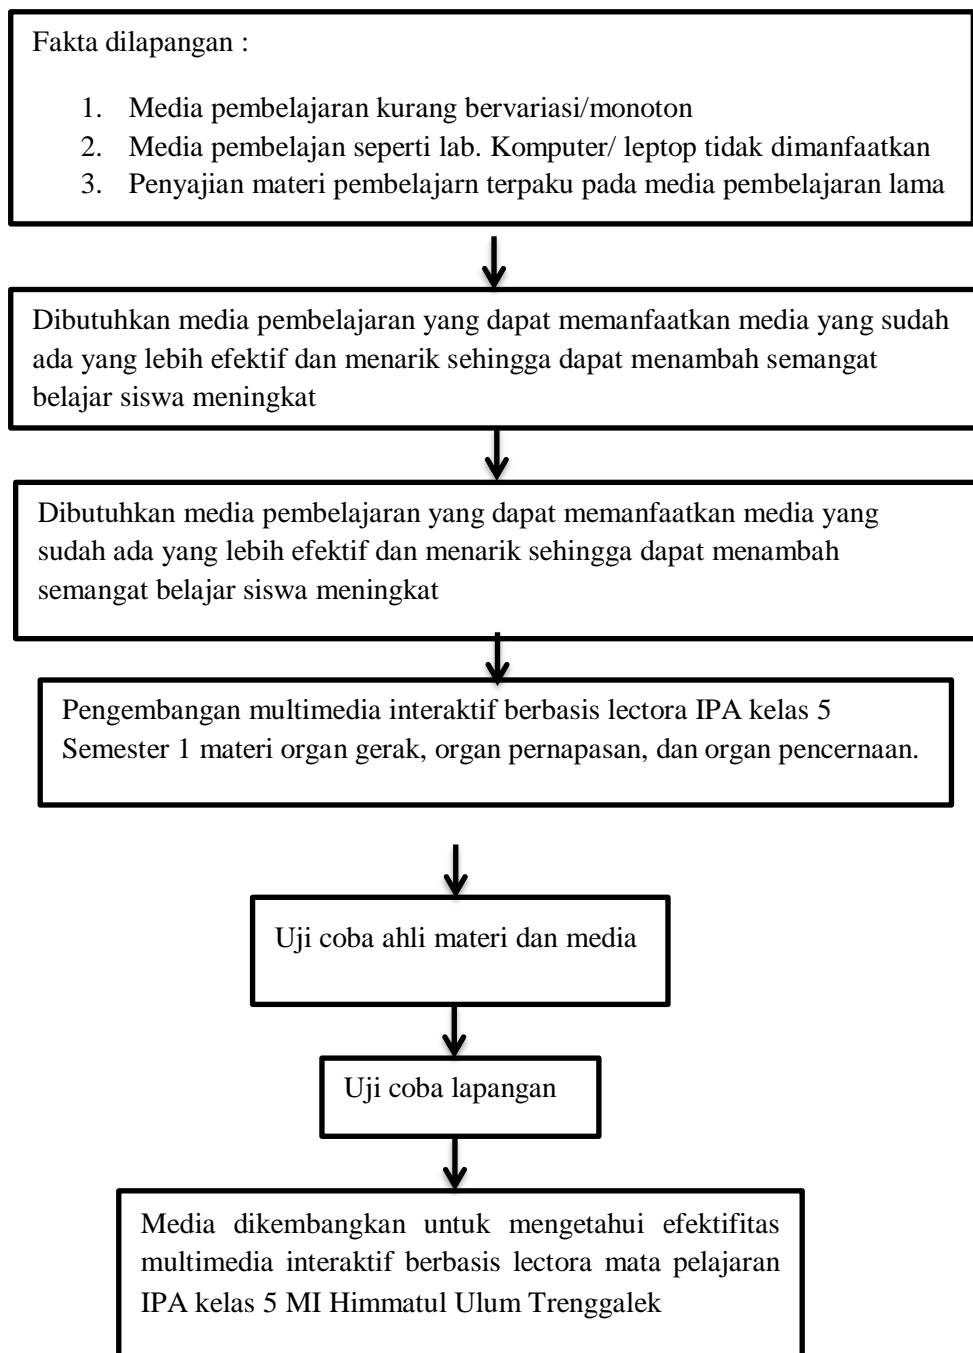 Fakta dilapangan :
1. Media pembelajaran kurang bervariasi/monoton
2. Media pembelajan seperti lab. Komputer/ leptop tidak dimanfaatkan
3. Penyajian materi pembelajarn terpaku pada media pembelajaran lama
Dibutuhkan media pembelajaran yang dapat memanfaatkan media yang sudah
ada yang lebih efektif dan menarik sehingga dapat menambah semangat
belajar siswa meningkat
Dibutuhkan media pembelajaran yang dapat memanfaatkan media yang
sudah ada yang lebih efektif dan menarik sehingga dapat menambah
semangat belajar siswa meningkat
Pengembangan multimedia interaktif berbasis lectora IPA kelas 5
Semester 1 materi organ gerak, organ pernapasan, dan organ pencernaan.
Uji coba ahli materi dan media
Uji coba lapangan
Media dikembangkan untuk mengetahui efektifitas
multimedia interaktif berbasis lectora mata pelajaran
IPA kelas 5 MI Himmatul Ulum Trenggalek